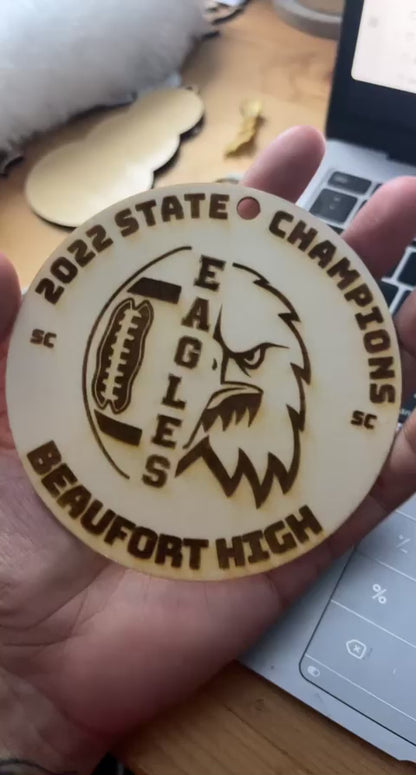 2022 STATE CHAMPIONS
EAGLES
SC
SC
BEAUFORT HIGH
%